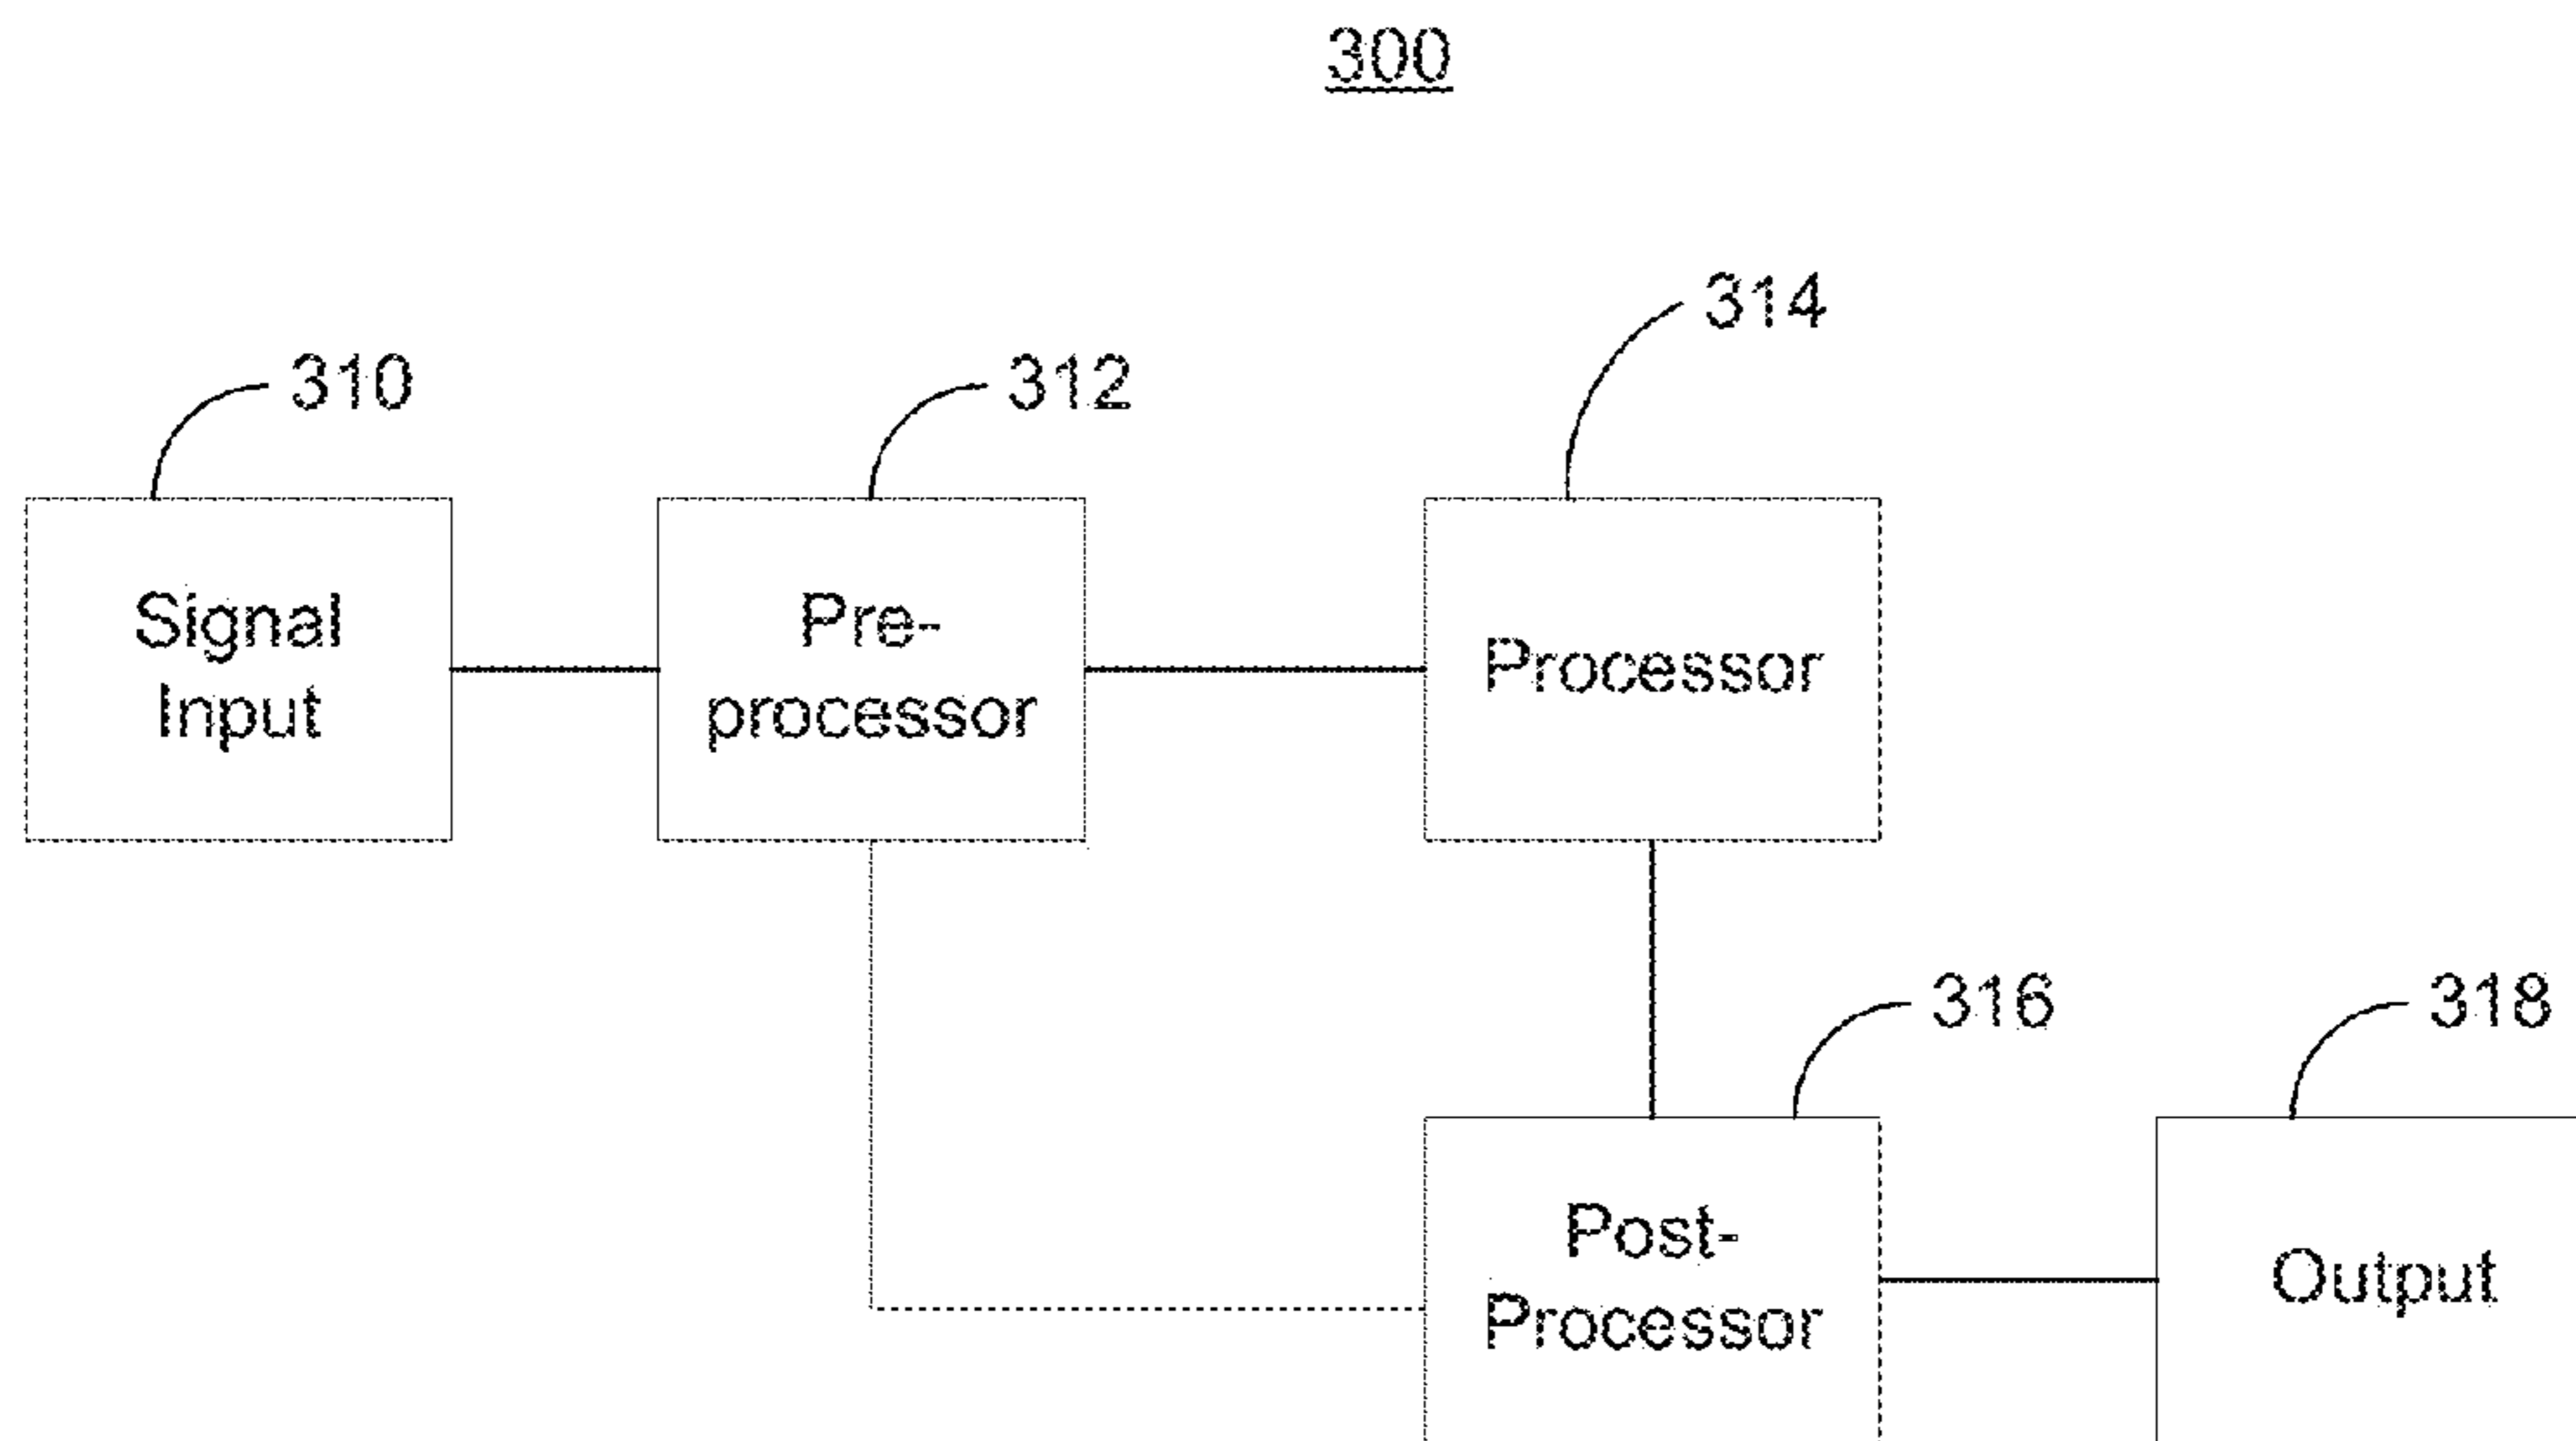 300
314
310
312
Signal
Input
Pre-
processor
Processor
316
318
Post-
Processor
Output